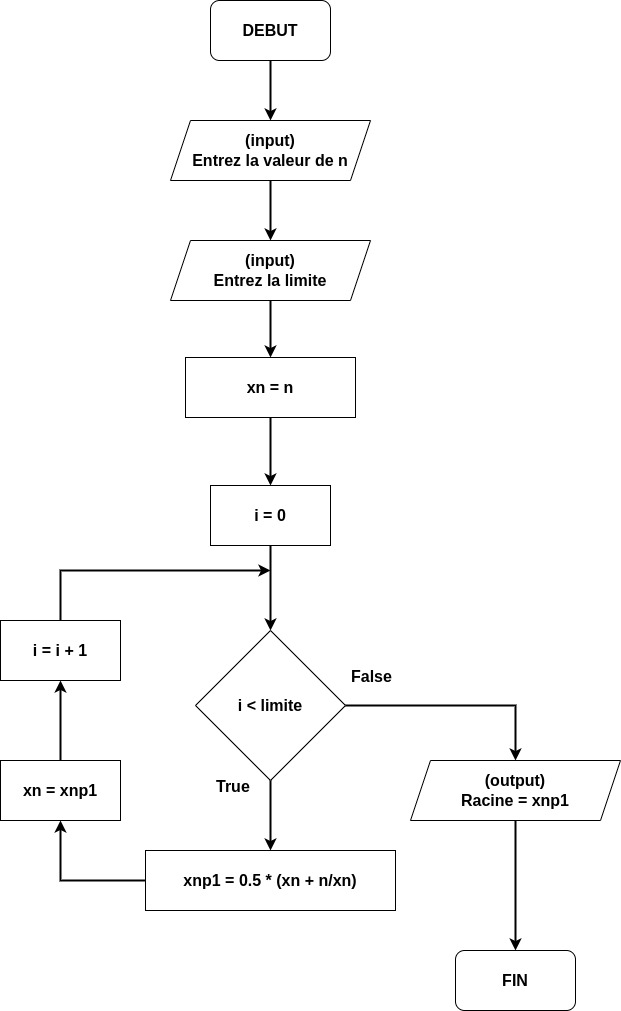 DEBUT
(input)
Entrez la valeur de n
(input)
Entrez la limite
xn = n
i = 0
i = i + 1
i < limite
False
True
xn = xnp1
(output)
Racine = xnp1
xnp1 = 0.5 * (xn + n/xn)
FIN